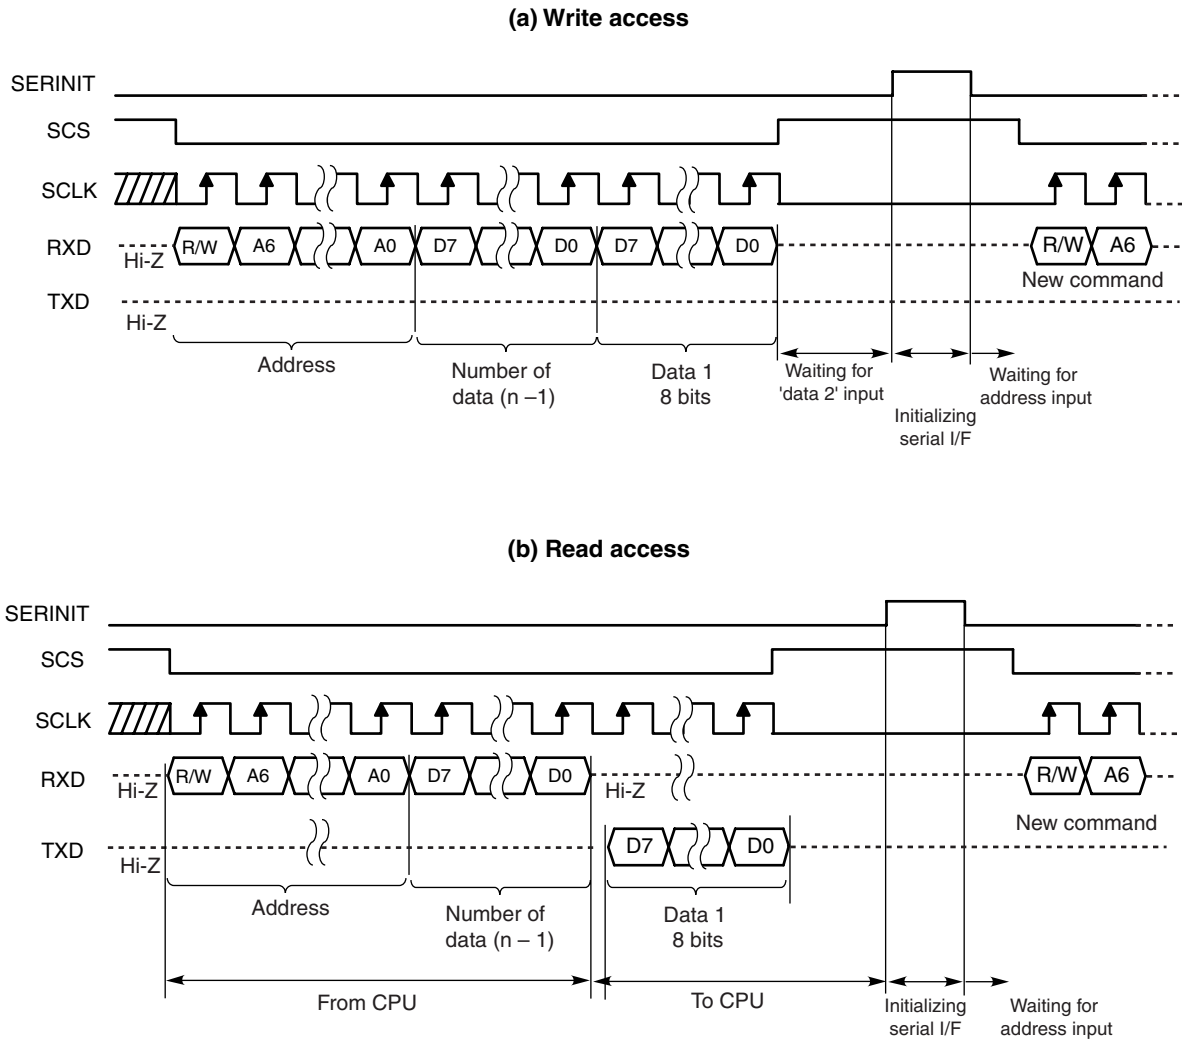 (a) Write access
SERINIT
SCS
SCLK
RXD Hi-Z R/W A6 A0 D7 D0 D7 D0 R/W A6
New command
TXD
Hi-Z
Address
Number of
data (n –1)
Data 1
8 bits
Waiting for
'data 2' input
Initializing
serial I/F
Waiting for
address input
(b) Read access
SERINIT
SCS
SCLK
RXD Hi-Z R/W A6 A0 D7 D0 Hi-Z R/W A6
New command
TXD Hi-Z D7 D0
Address
Number of
data (n – 1)
Data 1
8 bits
From CPU
To CPU
Initializing
serial I/F
Waiting for
address input